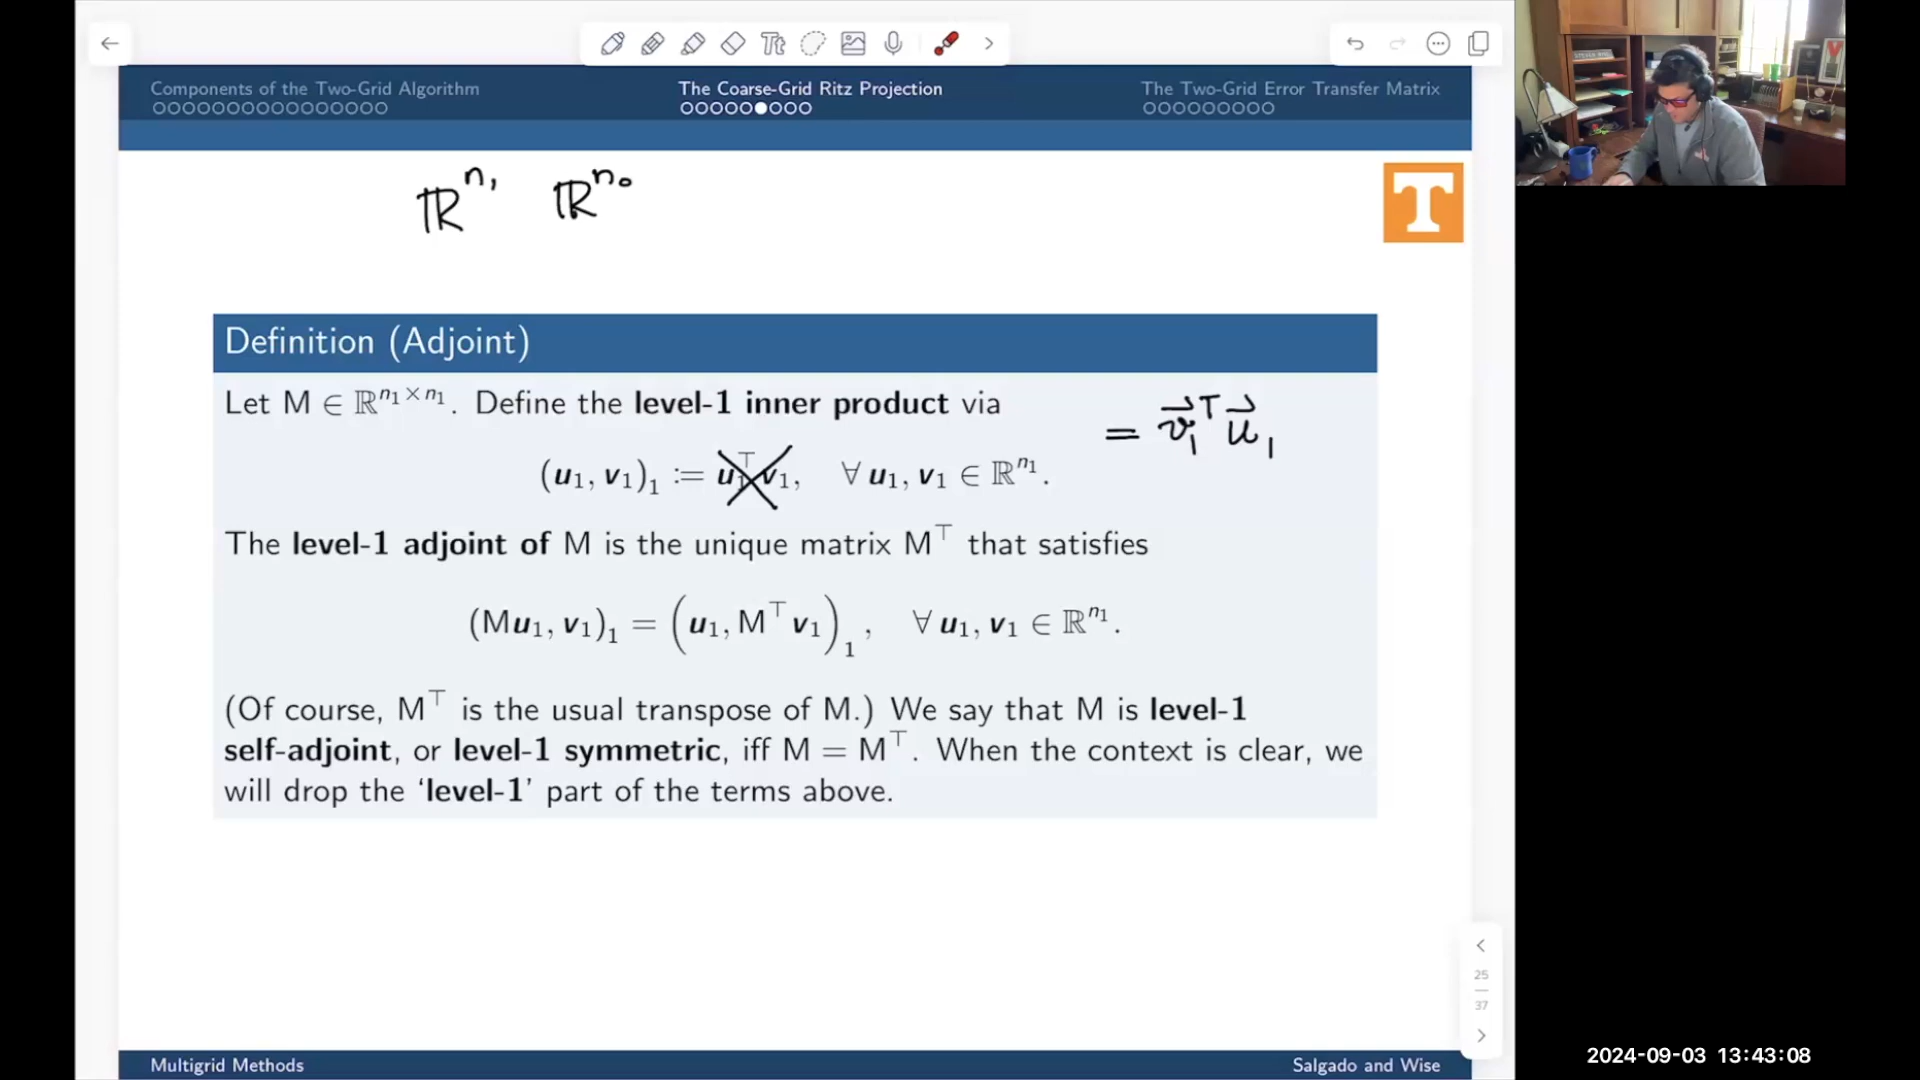 Components of the Two-Grid Algorithm The Coarse-Grid Ritz Projection The Two-Grid Error Transfer Matrix
ℝ^{n_1} ℝ^{n_0}
T
Definition (Adjoint)
Let M ∈ ℝ^{n_1×n_1}. Define the level-1 inner product via
= \vec{v}_1^T \vec{u}_1
(u_1, v_1)_1 := u_1^⊤ v_1, ∀ u_1, v_1 ∈ ℝ^{n_1}.
The level-1 adjoint of M is the unique matrix M^⊤ that satisfies
(Mu_1, v_1)_1 = (u_1, M^⊤ v_1)_1, ∀ u_1, v_1 ∈ ℝ^{n_1}.
(Of course, M^⊤ is the usual transpose of M.) We say that M is level-1
self-adjoint, or level-1 symmetric, iff M = M^⊤. When the context is clear, we
will drop the ‘level-1’ part of the terms above.
25
37
Multigrid Methods Salgado and Wise
2024-09-03 13:43:08